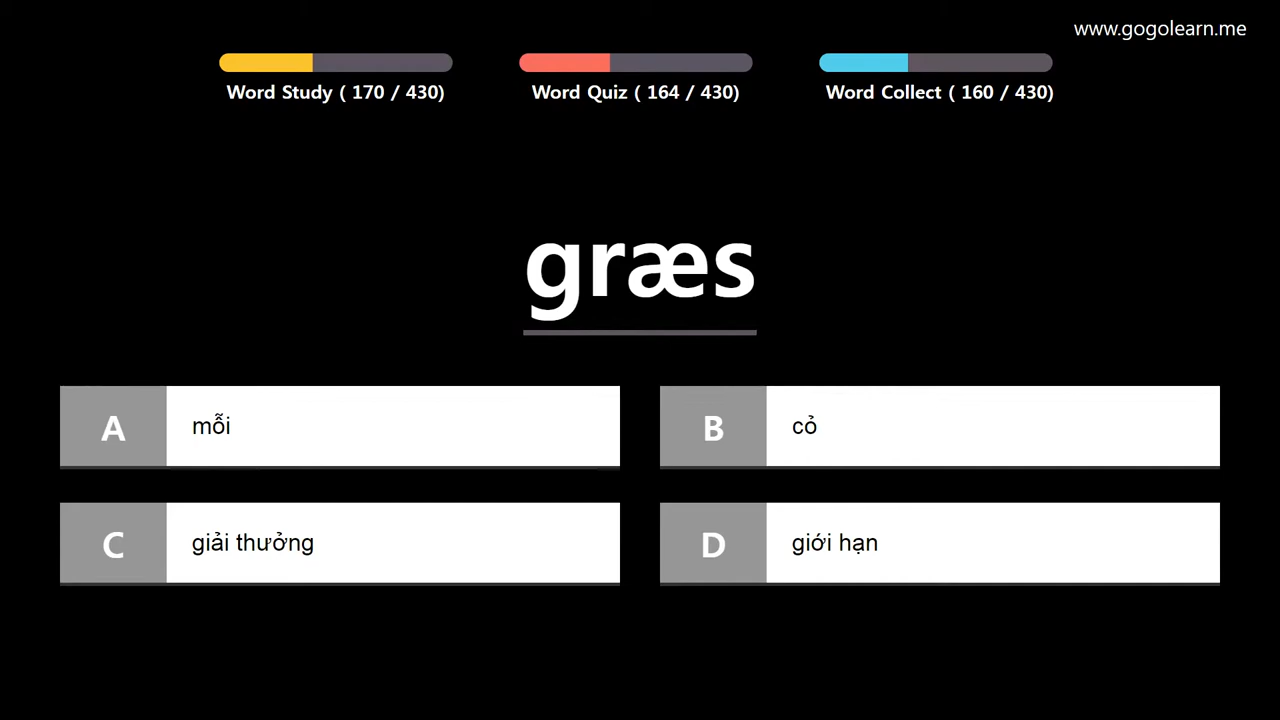 www.gogolearn.me
Word Study ( 170 / 430)
Word Quiz ( 164 / 430)
Word Collect ( 160 / 430)
græs
A mỗi
B cỏ
C giải thưởng
D giới hạn